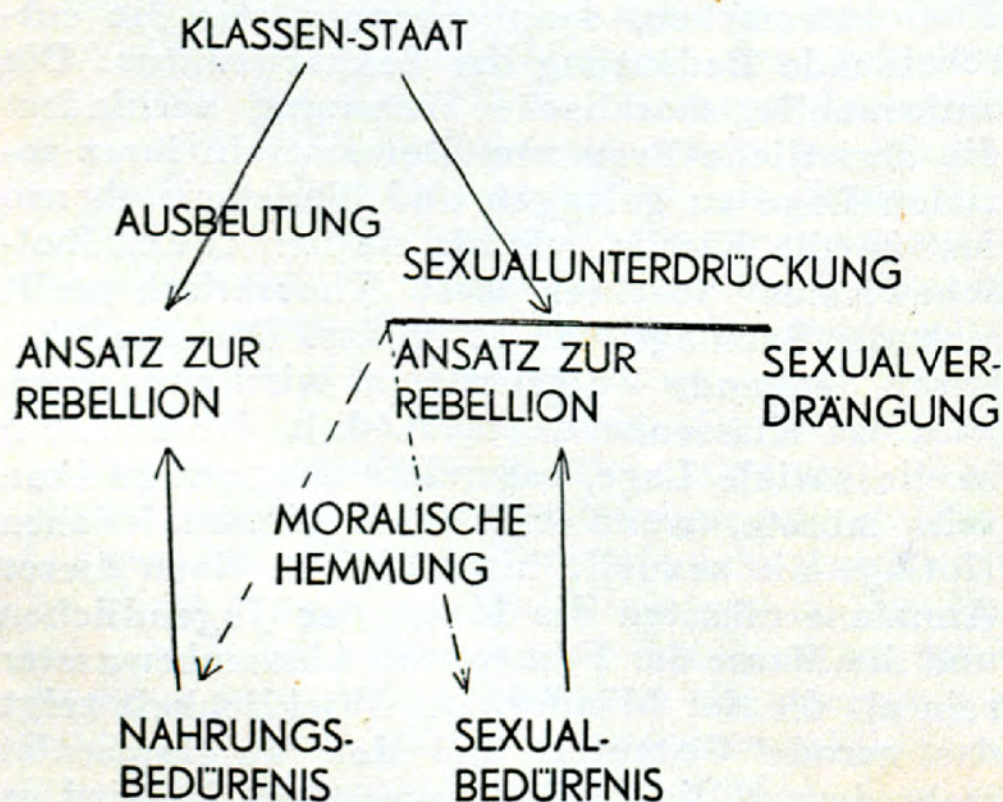 KLASSEN-STAAT
AUSBEUTUNG
SEXUALUNTERDRÜCKUNG
ANSATZ ZUR
REBELLION
ANSATZ ZUR
REBELLION
SEXUALVER-
DRÄNGUNG
MORALISCHE
HEMMUNG
NAHRUNGS-
BEDÜRFNIS
SEXUAL-
BEDÜRFNIS